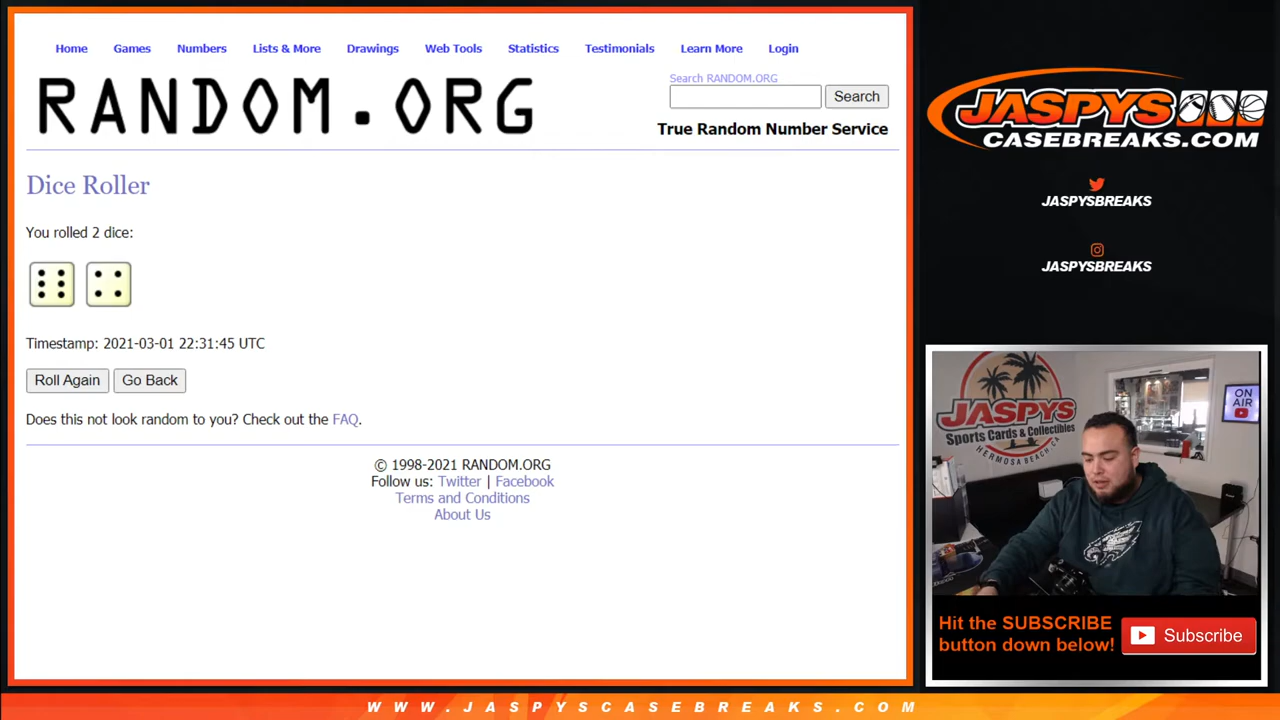 Home Games Numbers Lists & More Drawings Web Tools Statistics Testimonials Learn More Login
RANDOM.ORG
Search RANDOM.ORG
Search
True Random Number Service
Dice Roller
You rolled 2 dice:
Timestamp: 2021-03-01 22:31:45 UTC
Roll Again Go Back
Does this not look random to you? Check out the FAQ.
© 1998-2021 RANDOM.ORG
Follow us: Twitter | Facebook
Terms and Conditions
About Us
JASPYS
CASEBREAKS.COM
JASPYSBREAKS
JASPYSBREAKS
JASPYS
Sports Cards & Collectibles
HERMOSA BEACH, CA
ON
AIR
Hit the SUBSCRIBE
button down below!
Subscribe
WWW.JASPYSCASEBREAKS.COM